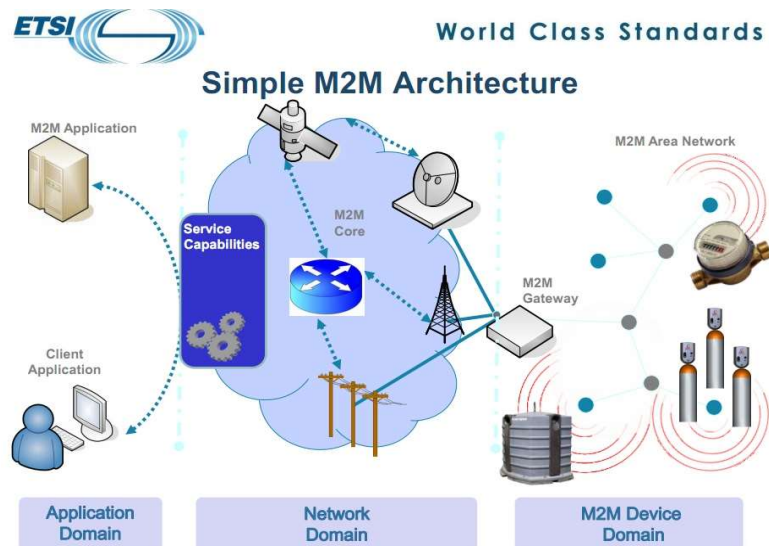 ETSI
World Class Standards
Simple M2M Architecture
M2M Application
M2M Area Network
Service
Capabilities
M2M
Core
M2M
Gateway
Client
Application
Application
Domain
Network
Domain
M2M Device
Domain